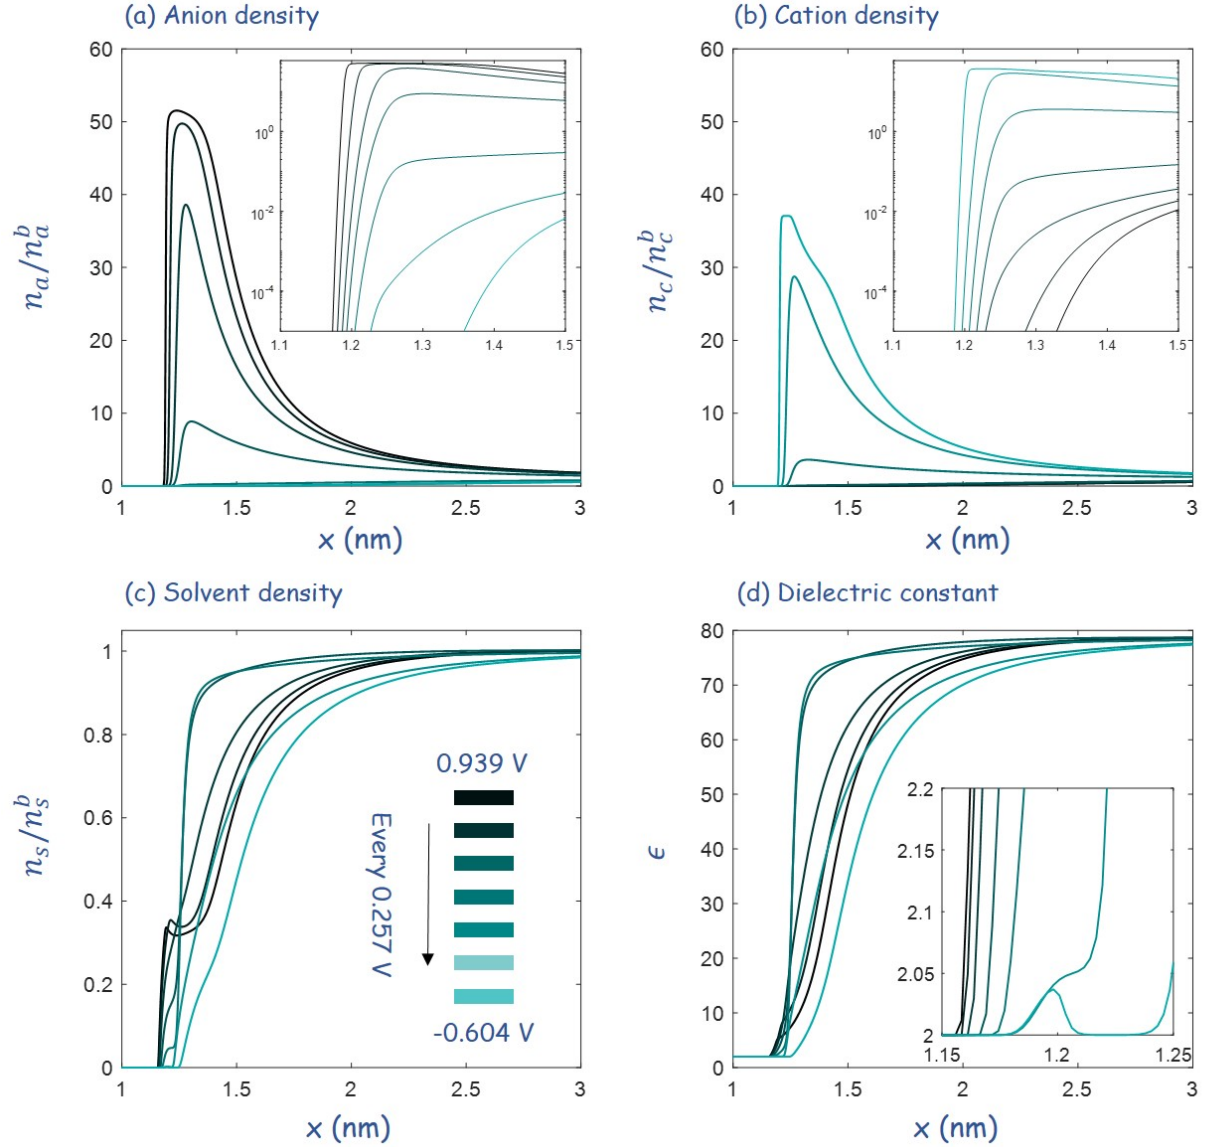 (a) Anion density
n_a/n_a^b
60
50
40
30
20
10
0
1 1.5 2 2.5 3
x (nm)
10^0
10^-2
10^-4
1.1 1.2 1.3 1.4 1.5
(b) Cation density
n_c/n_c^b
60
50
40
30
20
10
0
1 1.5 2 2.5 3
x (nm)
10^0
10^-2
10^-4
1.1 1.2 1.3 1.4 1.5
(c) Solvent density
n_s/n_s^b
1
0.8
0.6
0.4
0.2
0
1 1.5 2 2.5 3
x (nm)
0.939 V
Every 0.257 V
-0.604 V
(d) Dielectric constant
ϵ
80
70
60
50
40
30
20
10
0
1 1.5 2 2.5 3
x (nm)
2.2
2.15
2.1
2.05
2
1.15 1.2 1.25